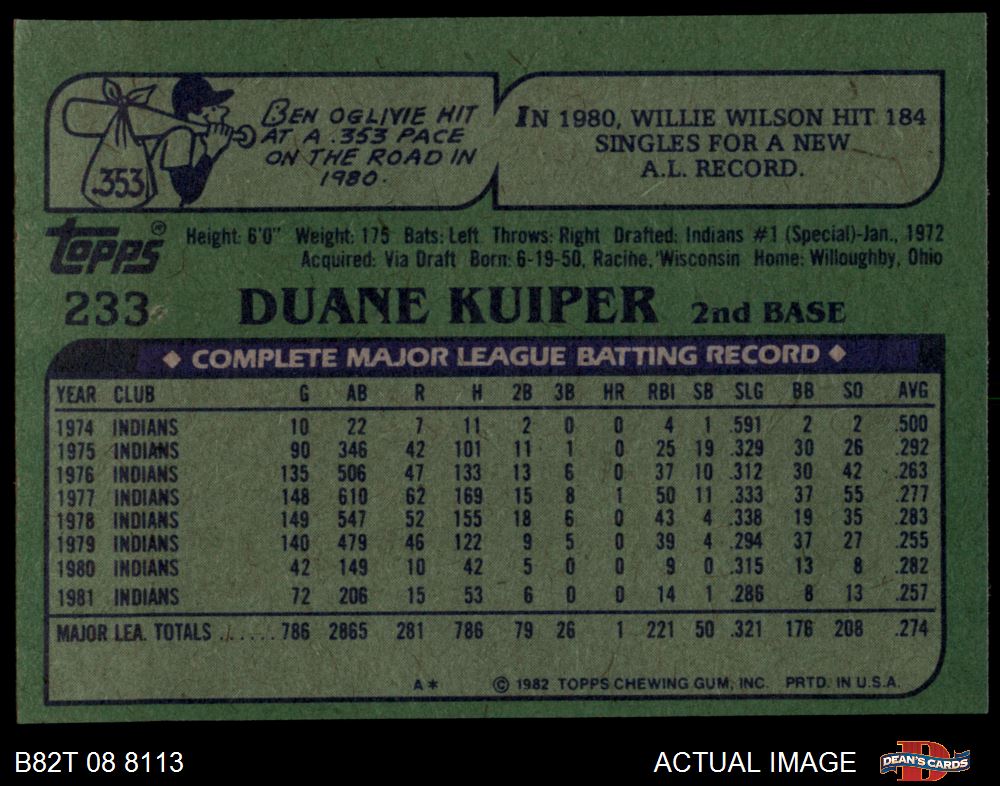 BEN OGLIVIE HIT
AT A .353 PACE
ON THE ROAD IN
1980.
.353
IN 1980, WILLIE WILSON HIT 184
SINGLES FOR A NEW
A.L. RECORD.
Topps®
Height: 6'0" Weight: 175 Bats: Left Throws: Right Drafted: Indians #1 (Special)-Jan., 1972
Acquired: Via Draft Born: 6-19-50, Racine, Wisconsin Home: Willoughby, Ohio
233 DUANE KUIPER 2nd BASE
◆ COMPLETE MAJOR LEAGUE BATTING RECORD ◆
YEAR CLUB G AB R H 2B 3B HR RBI SB SLG BB SO AVG
1974 INDIANS 10 22 7 11 2 0 0 4 1 .591 2 2 .500
1975 INDIANS 90 346 42 101 11 1 0 25 19 .329 30 26 .292
1976 INDIANS 135 506 47 133 13 6 0 37 10 .312 30 42 .263
1977 INDIANS 148 610 62 169 15 8 1 50 11 .333 37 55 .277
1978 INDIANS 149 547 52 155 18 6 0 43 4 .338 19 35 .283
1979 INDIANS 140 479 46 122 9 5 0 39 4 .294 37 27 .255
1980 INDIANS 42 149 10 42 5 0 0 9 0 .315 13 8 .282
1981 INDIANS 72 206 15 53 6 0 0 14 1 .286 8 13 .257
MAJOR LEA. TOTALS ....... 786 2865 281 786 79 26 1 221 50 .321 176 208 .274
A* © 1982 TOPPS CHEWING GUM, INC. PRTD. IN U.S.A.
B82T 08 8113 ACTUAL IMAGE DEAN'S CARDS